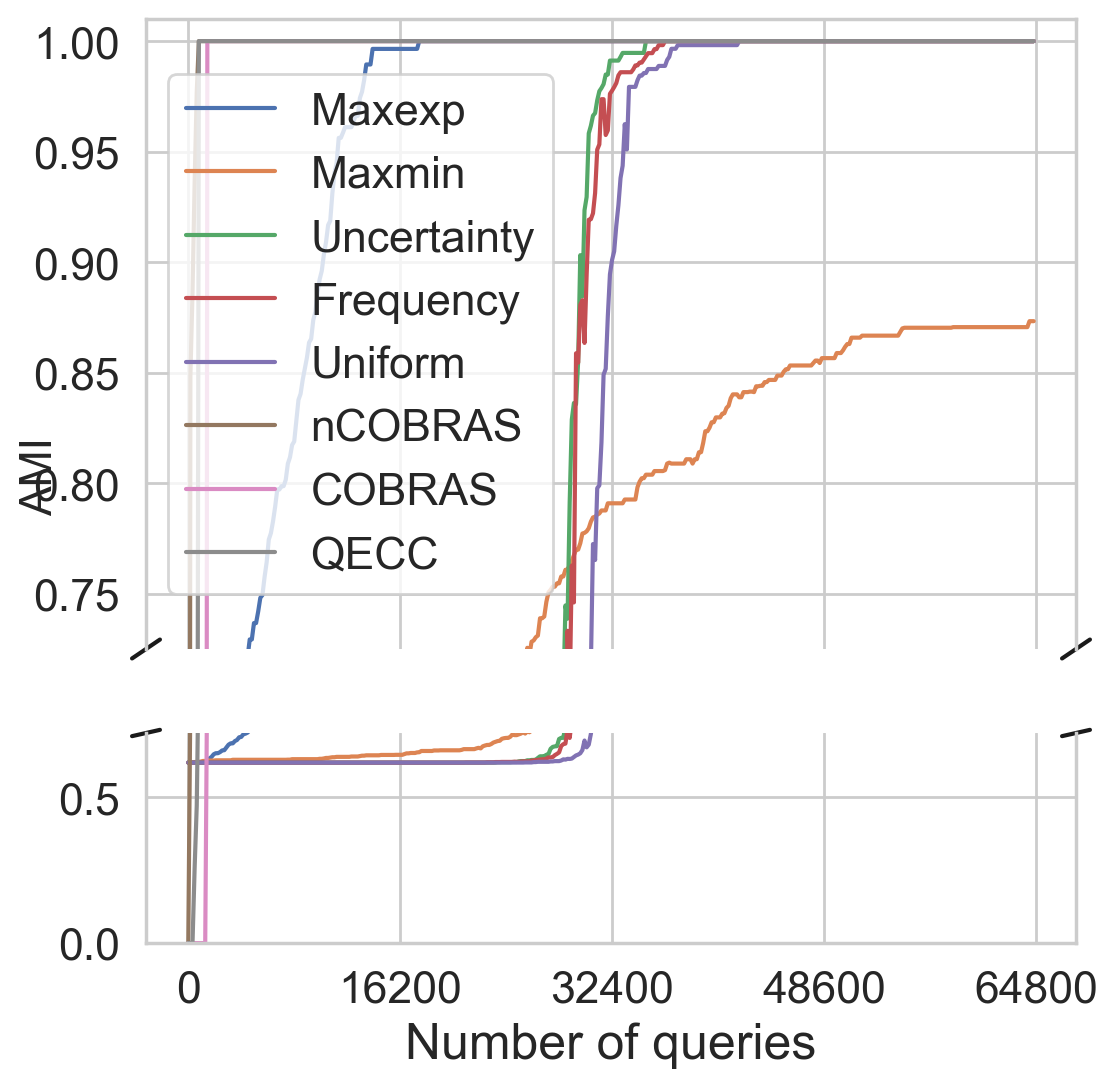 1.00
0.95
0.90
0.85
0.80
0.75
0.5
0.0
AMI
Maxexp
Maxmin
Uncertainty
Frequency
Uniform
nCOBRAS
COBRAS
QECC
0 16200 32400 48600 64800
Number of queries